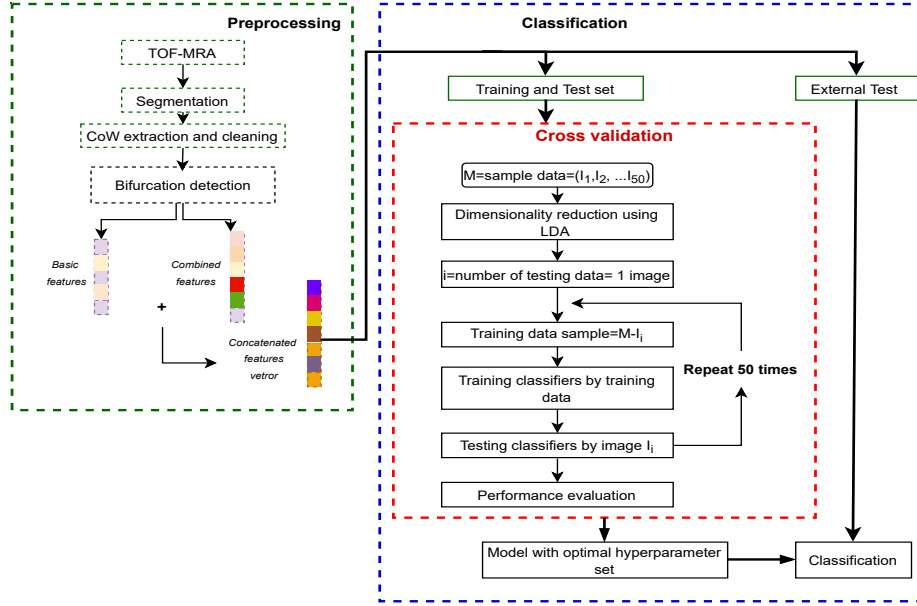 Preprocessing
TOF-MRA
Segmentation
CoW extraction and cleaning
Bifurcation detection
Basic
features
Combined
features
+
Concatenated
features
vetror
Classification
Training and Test set
External Test
Cross validation
M=sample data=(I1,I2, ...I50)
Dimensionality reduction using
LDA
i=number of testing data= 1 image
Training data sample=M-Ii
Training classifiers by training
data
Repeat 50 times
Testing classifiers by image Ii
Performance evaluation
Model with optimal hyperparameter
set
Classification